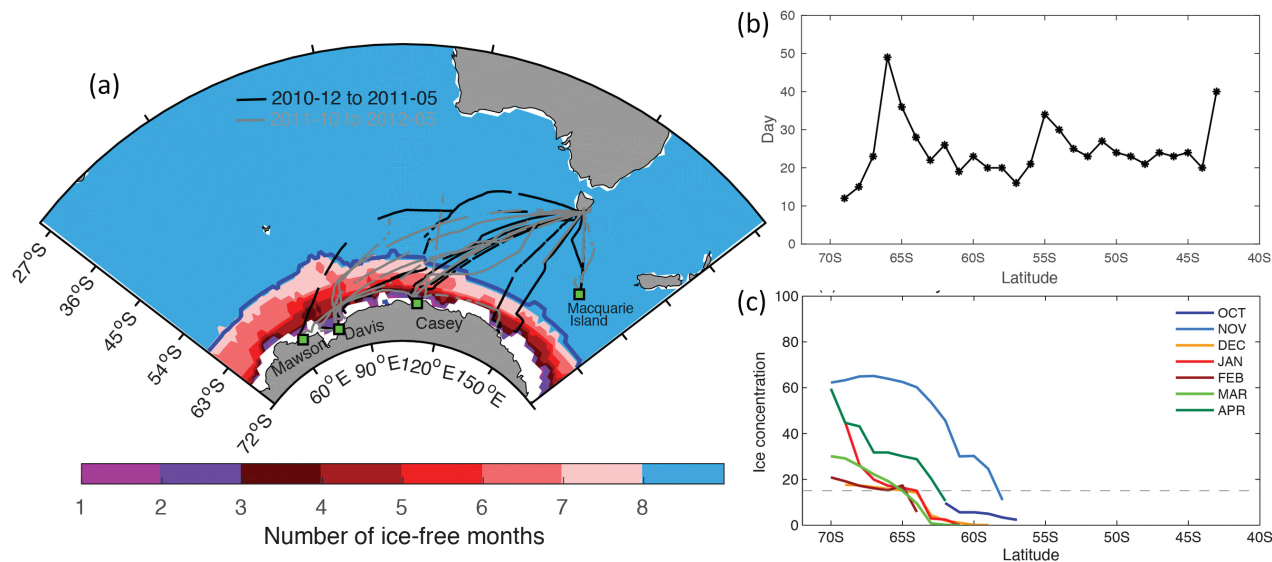 (a)
2010-12 to 2011-05
2011-10 to 2012-05
27°S
36°S
45°S
54°S
63°S
72°S
60°E
90°E
120°E
150°E
Mawson
Davis
Casey
Macquarie
Island
1 2 3 4 5 6 7 8
Number of ice-free months
(b)
60
50
40
30
20
10
0
Day
70S 65S 60S 55S 50S 45S 40S
Latitude
(c)
100
80
60
40
20
0
Ice concentration
OCT
NOV
DEC
JAN
FEB
MAR
APR
70S 65S 60S 55S 50S 45S 40S
Latitude